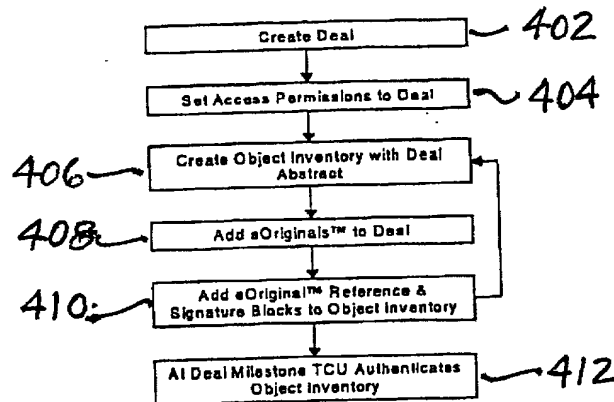 Create Deal
402
Set Access Permissions to Deal
404
406
Create Object Inventory with Deal
Abstract
408
Add eOriginals™ to Deal
410
Add eOriginal™ Reference &
Signature Blocks to Object Inventory
At Deal Milestone TCU Authenticates
Object Inventory
412